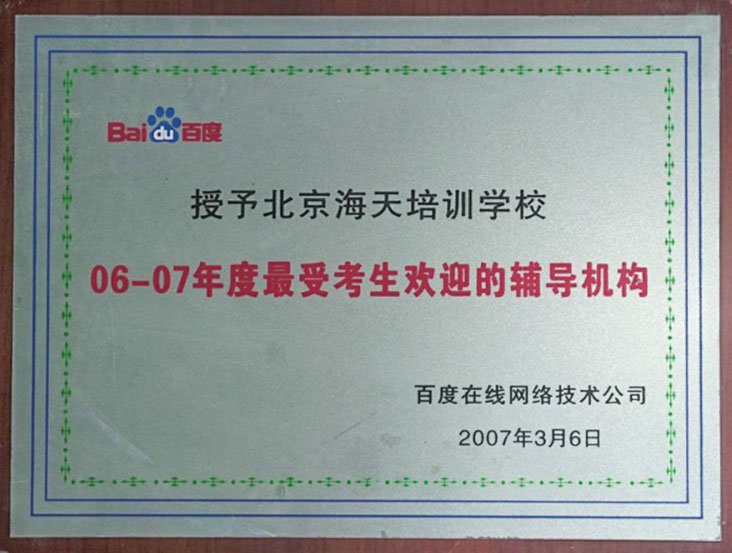 Baidu百度
授予北京海天培训学校
06-07年度最受考生欢迎的辅导机构
百度在线网络技术公司
2007年3月6日